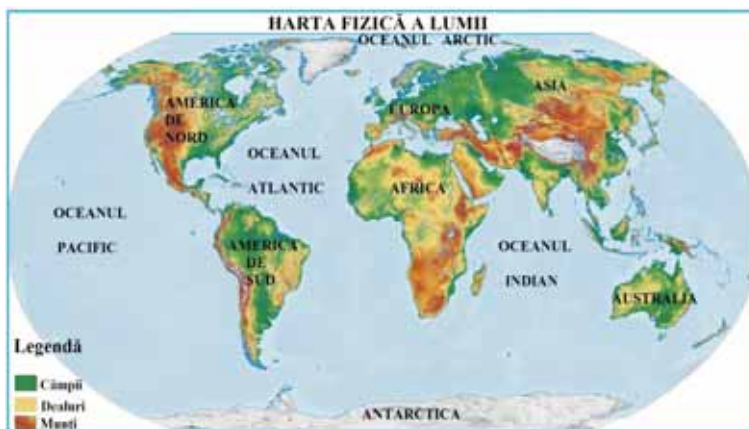 HARTA FIZICĂ A LUMII
OCEANUL ARCTIC
ASIA
AMERICA
DE
NORD
EUROPA
OCEANUL
ATLANTIC
AFRICA
OCEANUL
PACIFIC
AMERICA
DE
SUD
OCEANUL
INDIAN
AUSTRALIA
Legendă
Câmpii
Dealuri
Munți
ANTARCTICA